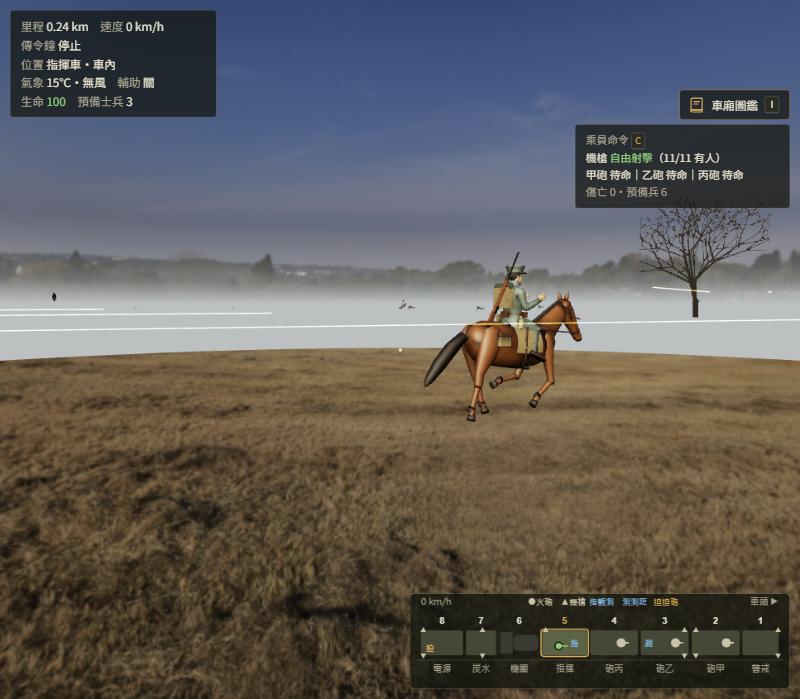 里程 0.24 km 速度 0 km/h
傳令鐘 停止
位置 指揮車・車內
氣象 15°C・無風 輔助 關
生命 100 預備士兵 3
車廂圖鑑 I
乘員命令 C
機槍 自由射擊（11/11 有人）
甲砲 待命｜乙砲 待命｜丙砲 待命
傷亡 0・預備兵 6
0 km/h ●火砲 ▲機槍 指觀測 測測距 迫迫砲 車頭 ▶
8 7 6 5 4 3 2 1
迫 指 測
電源 炭水 機關 指揮 砲丙 砲乙 砲甲 警戒